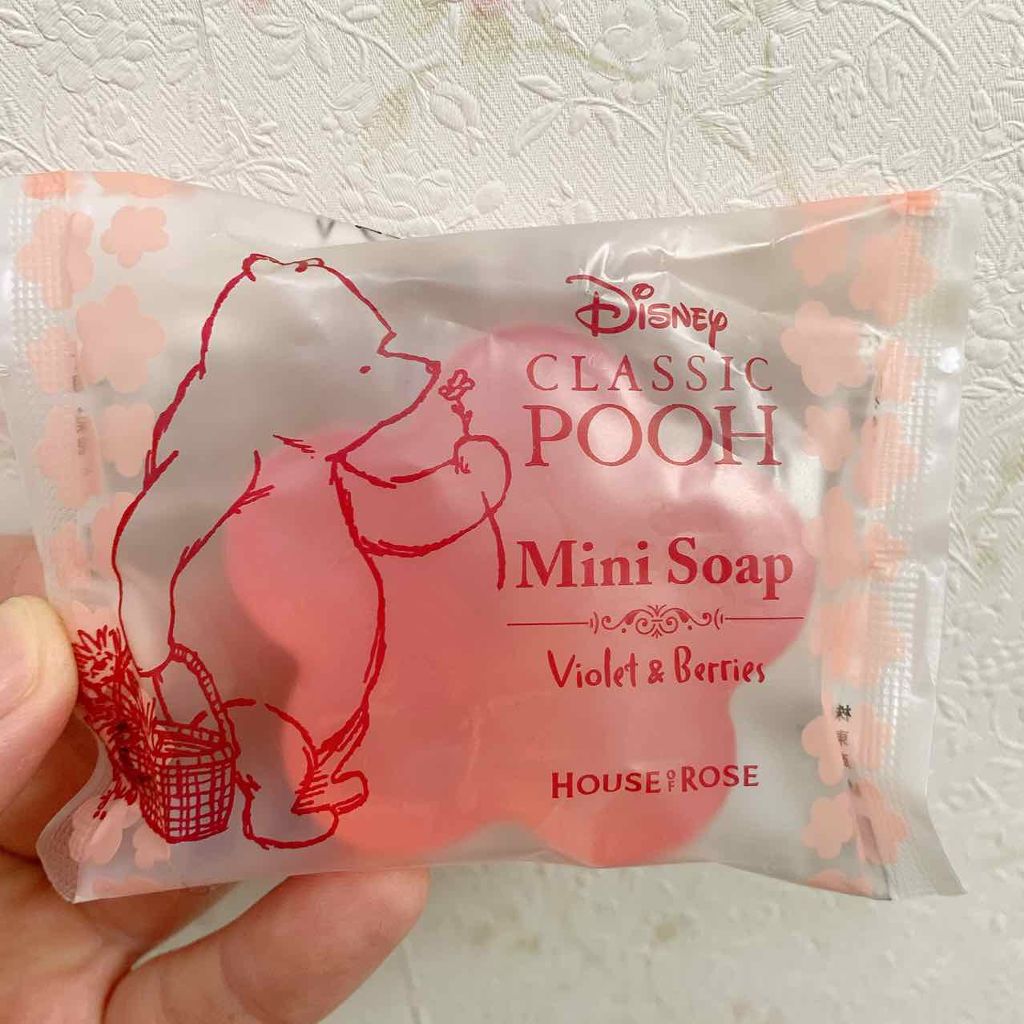 Disney
CLASSIC
POOH
Mini Soap
Violet & Berries
HOUSE OF ROSE